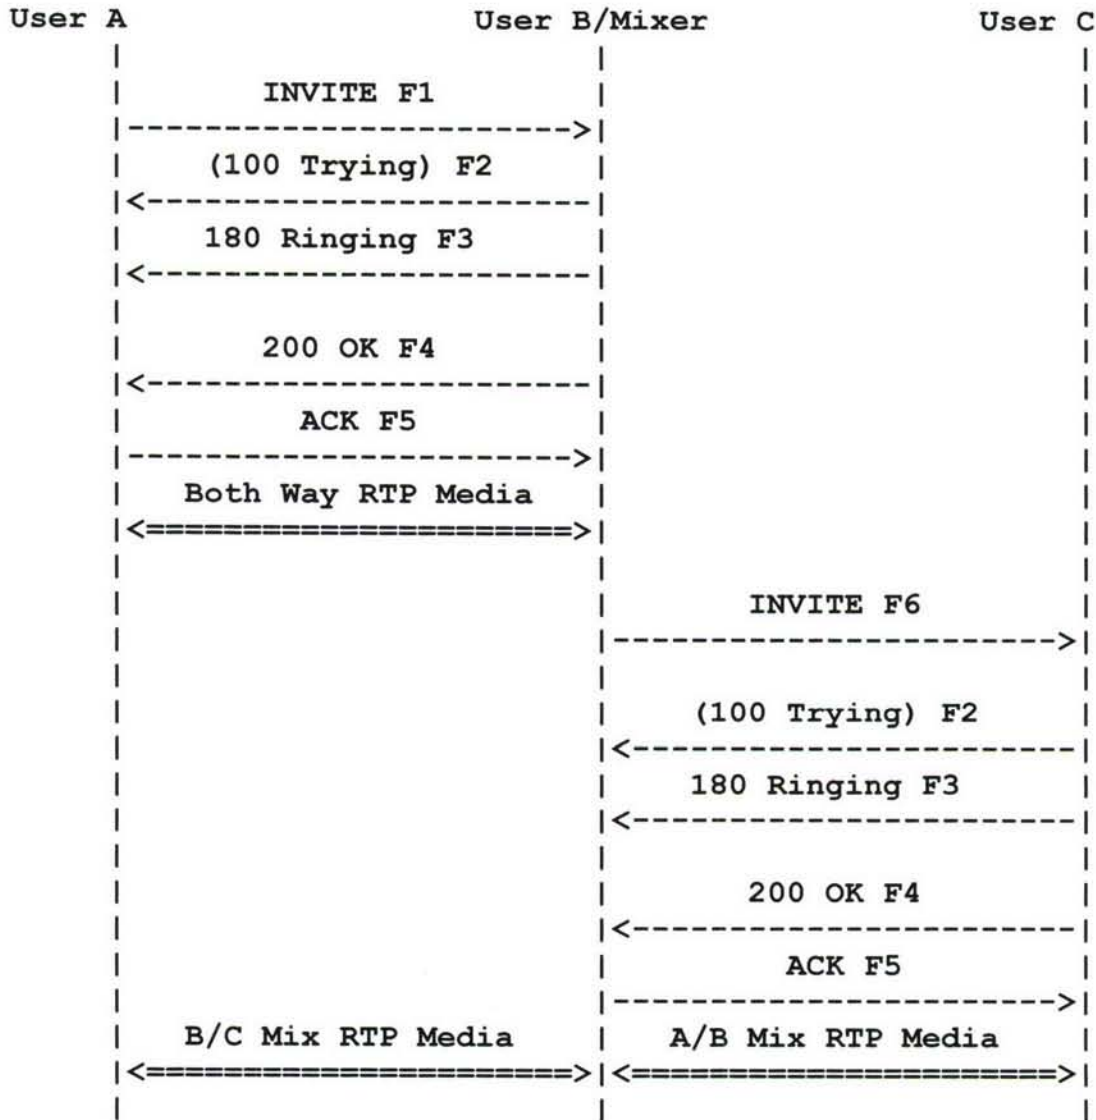 User A User B/Mixer User C
INVITE F1
(100 Trying) F2
180 Ringing F3
200 OK F4
ACK F5
Both Way RTP Media
INVITE F6
(100 Trying) F2
180 Ringing F3
200 OK F4
ACK F5
B/C Mix RTP Media A/B Mix RTP Media